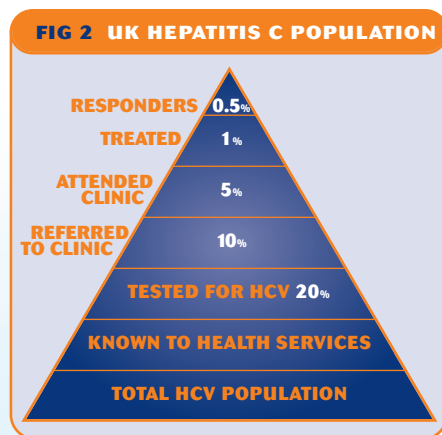 FIG 2 UK HEPATITIS C POPULATION
RESPONDERS 0.5%
TREATED 1%
ATTENDED
CLINIC 5%
REFERRED
TO CLINIC 10%
TESTED FOR HCV 20%
KNOWN TO HEALTH SERVICES
TOTAL HCV POPULATION